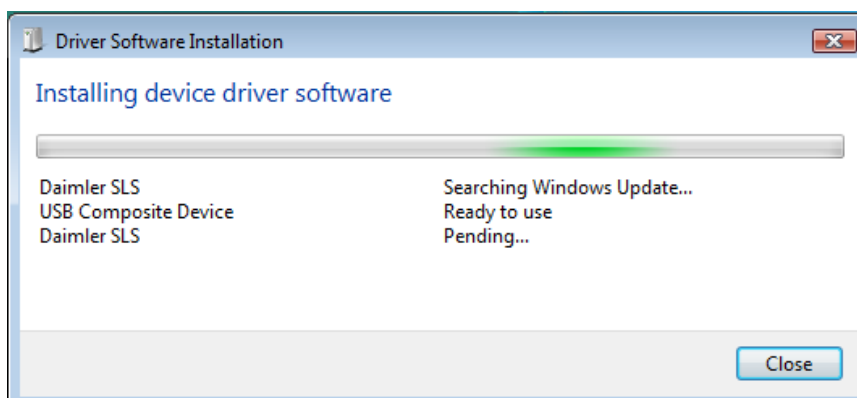 Driver Software Installation
Installing device driver software
Daimler SLS Searching Windows Update...
USB Composite Device Ready to use
Daimler SLS Pending...
Close